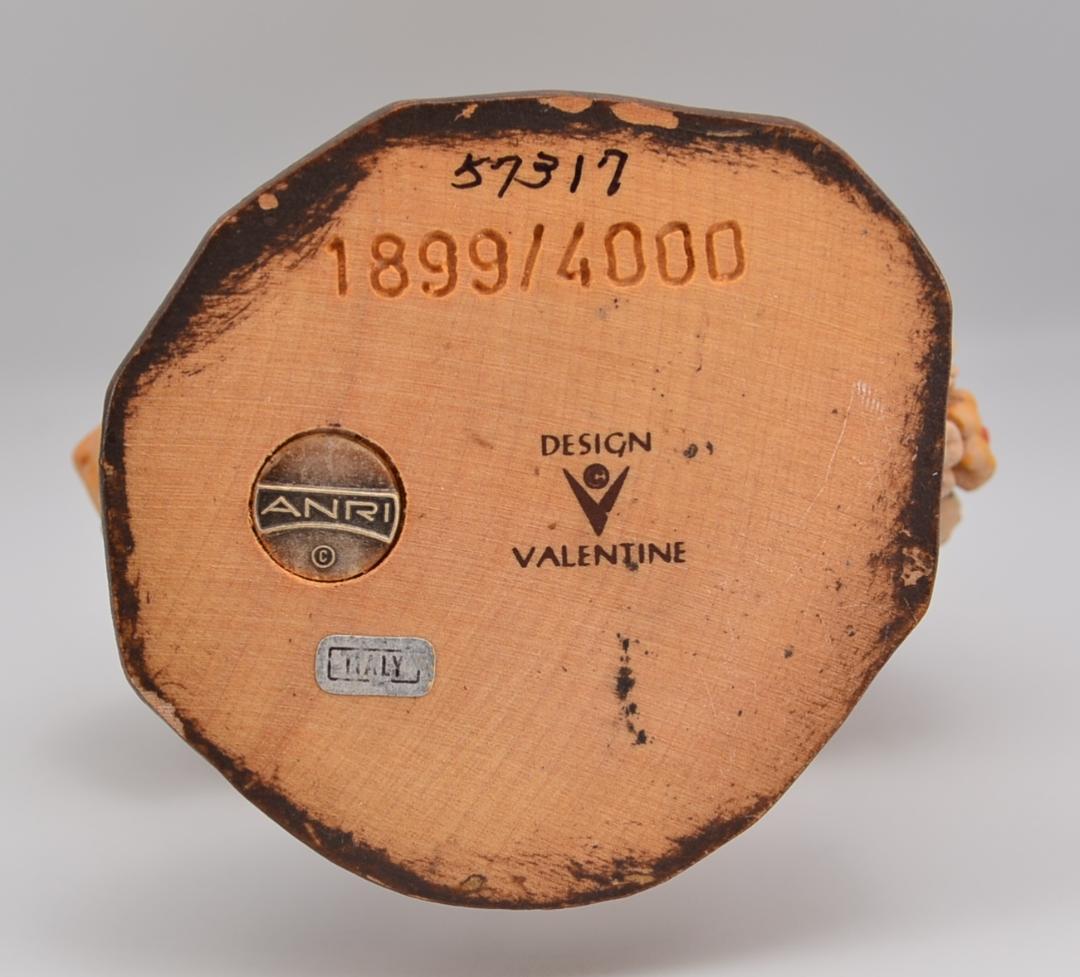 57317
1899/4000
DESIGN
VALENTINE
ANRI
©
ITALY